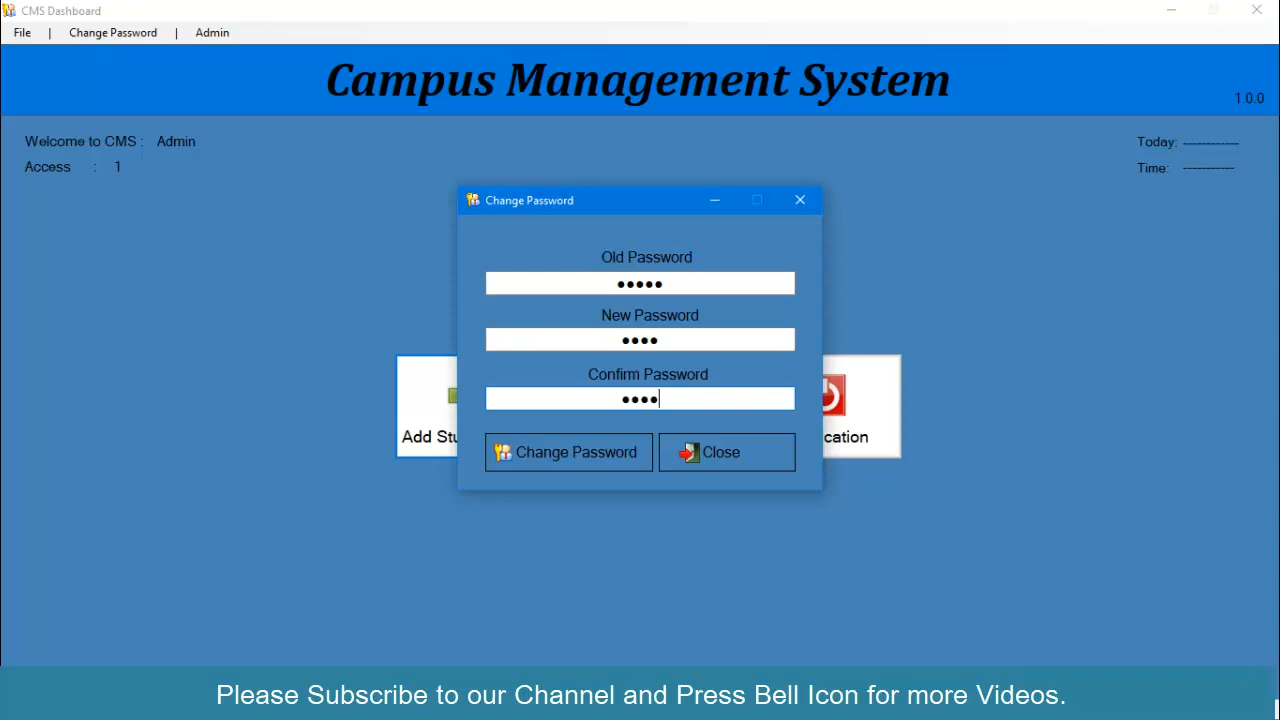 CMS Dashboard
File | Change Password | Admin
Campus Management System
1.0.0
Welcome to CMS : Admin
Today: ------------
Access : 1
Time: -----------
Change Password
Old Password
•••••
New Password
••••
Confirm Password
••••
Change Password
Close
Add Stu
cation
Please Subscribe to our Channel and Press Bell Icon for more Videos.